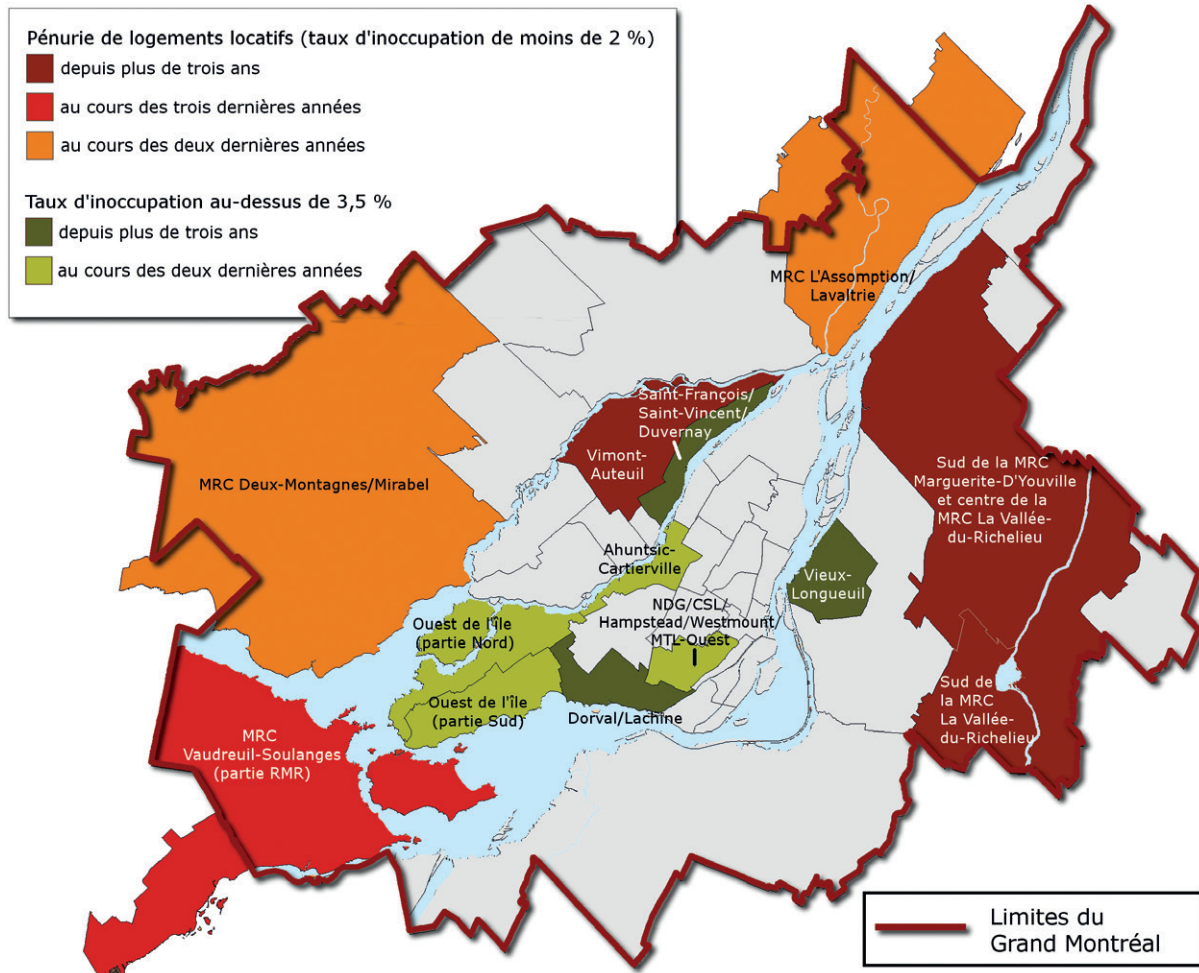 Pénurie de logements locatifs (taux d'inoccupation de moins de 2 %)
depuis plus de trois ans
au cours des trois dernières années
au cours des deux dernières années
Taux d'inoccupation au-dessus de 3,5 %
depuis plus de trois ans
au cours des deux dernières années
MRC L'Assomption/
Lavaltrie
Saint-François/
Saint-Vincent/
Duvernay
Vimont-
Auteuil
MRC Deux-Montagnes/Mirabel
Sud de la MRC
Marguerite-D'Youville
et centre de la
MRC La Vallée-
du-Richelieu
Ahuntsic-
Cartierville
Vieux-
Longueuil
NDG/CSL/
Hampstead/Westmount/
MTL-Ouest
Ouest de l'île
(partie Nord)
Ouest de l'île
(partie Sud)
Dorval/Lachine
Sud de
la MRC
La Vallée-
du-Richelieu
MRC
Vaudreuil-Soulanges
(partie RMR)
Limites du
Grand Montréal